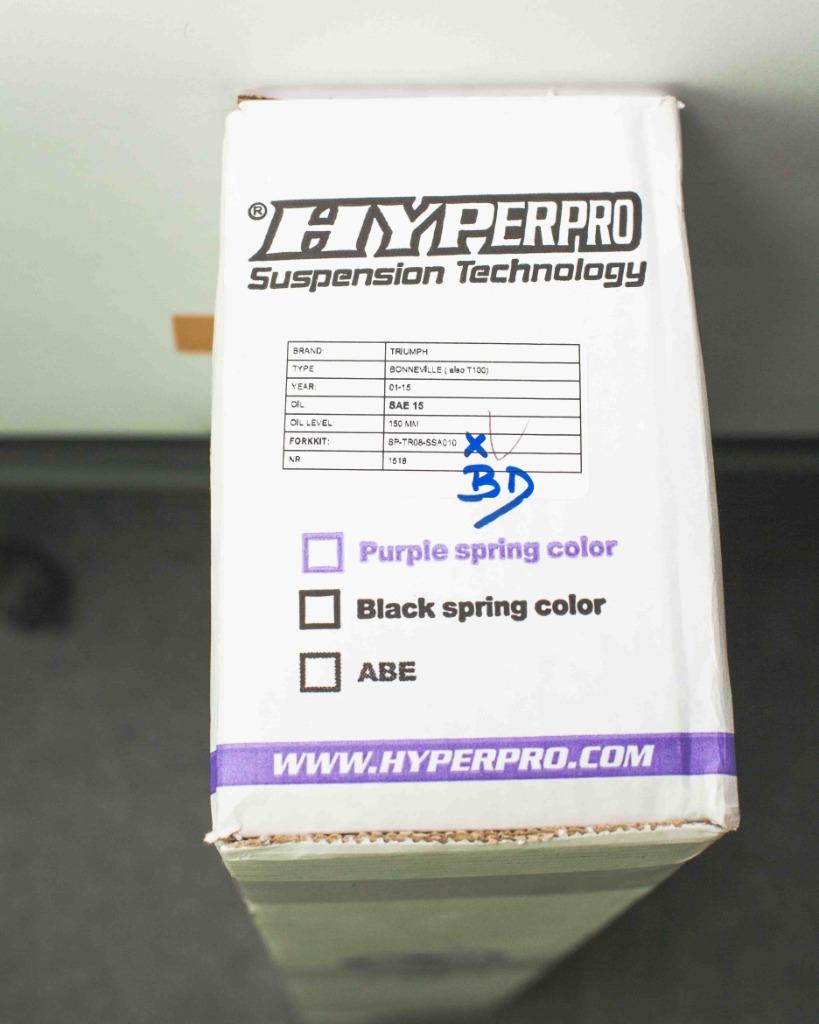 ® HYPERPRO
Suspension Technology
BRAND: TRIUMPH
TYPE BONNEVILLE ( also T100)
YEAR: 01-15
OIL: SAE 15
OIL LEVEL: 150 MM
FORKKIT: SP-TR08-SSA010 X
NR 1518
BD
Purple spring color
Black spring color
ABE
WWW.HYPERPRO.COM